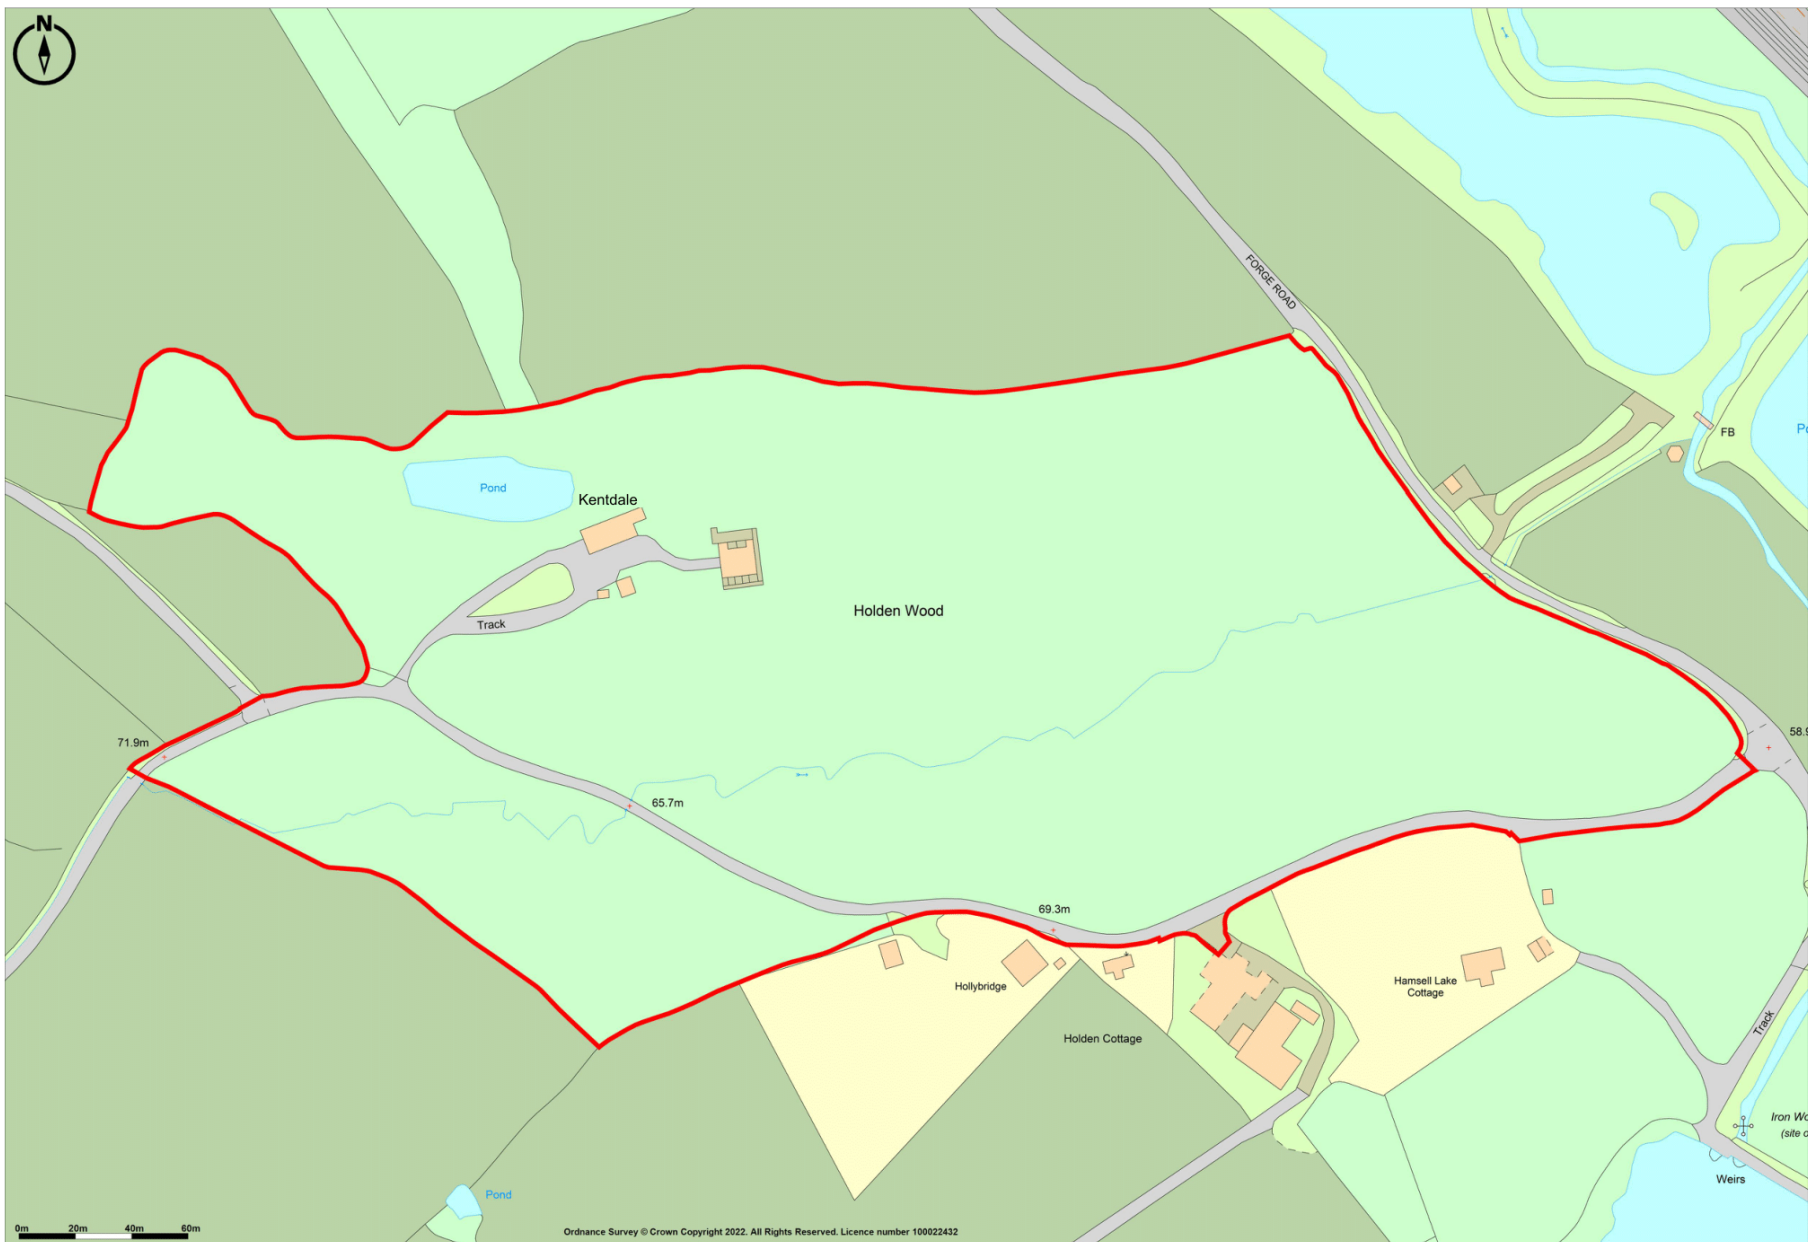 N
FORGE ROAD
FB
Pond
Kentdale
Holden Wood
Track
71.9m
65.7m
69.3m
Hollybridge
Hamsell Lake
Cottage
Holden Cottage
Track
Weirs
Pond
0m 20m 40m 60m
Ordnance Survey © Crown Copyright 2022. All Rights Reserved. Licence number 100022432